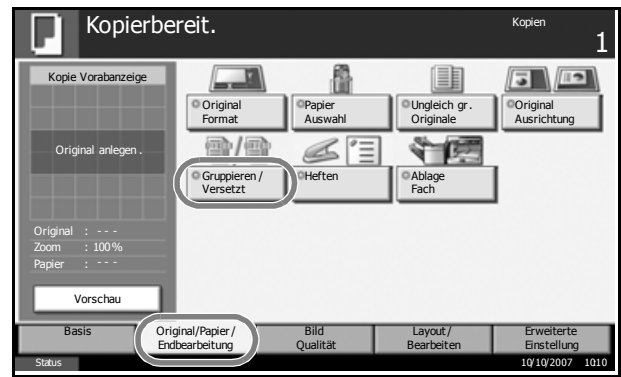 Kopierbereit.
Kopien
1
Kopie Vorabanzeige
Original anlegen.
Original : ---
Zoom : 100%
Papier : ---
Vorschau
Original
Format
Papier
Auswahl
Ungleich gr.
Originale
Original
Ausrichtung
Gruppieren/
Versetzt
Heften
Ablage
Fach
Basis
Original/Papier/
Endbearbeitung
Bild
Qualität
Layout/
Bearbeiten
Erweiterte
Einstellung
Status
10/10/2007 1010